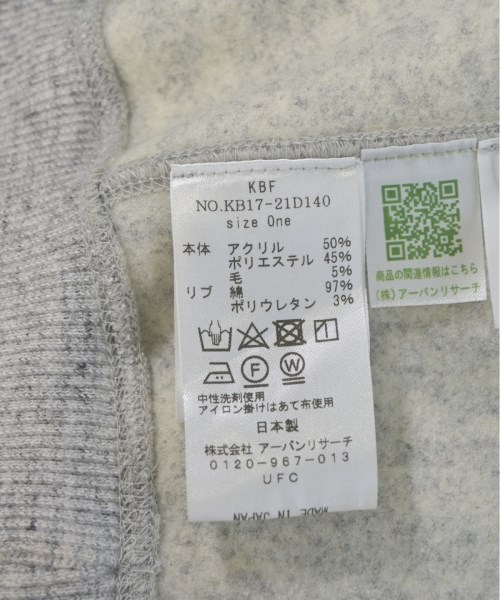 KBF
NO.KB17-21D140
size One
本体 アクリル 50%
ポリエステル 45%
毛 5%
リブ 綿 97%
ポリウレタン 3%
F
W
中性洗剤使用
アイロン掛けはあて布使用
日本製
株式会社 アーバンリサーチ
0120-967-013
UFC
MADE IN JAPAN
商品の関連情報はこちら
(株) アーバンリサーチ